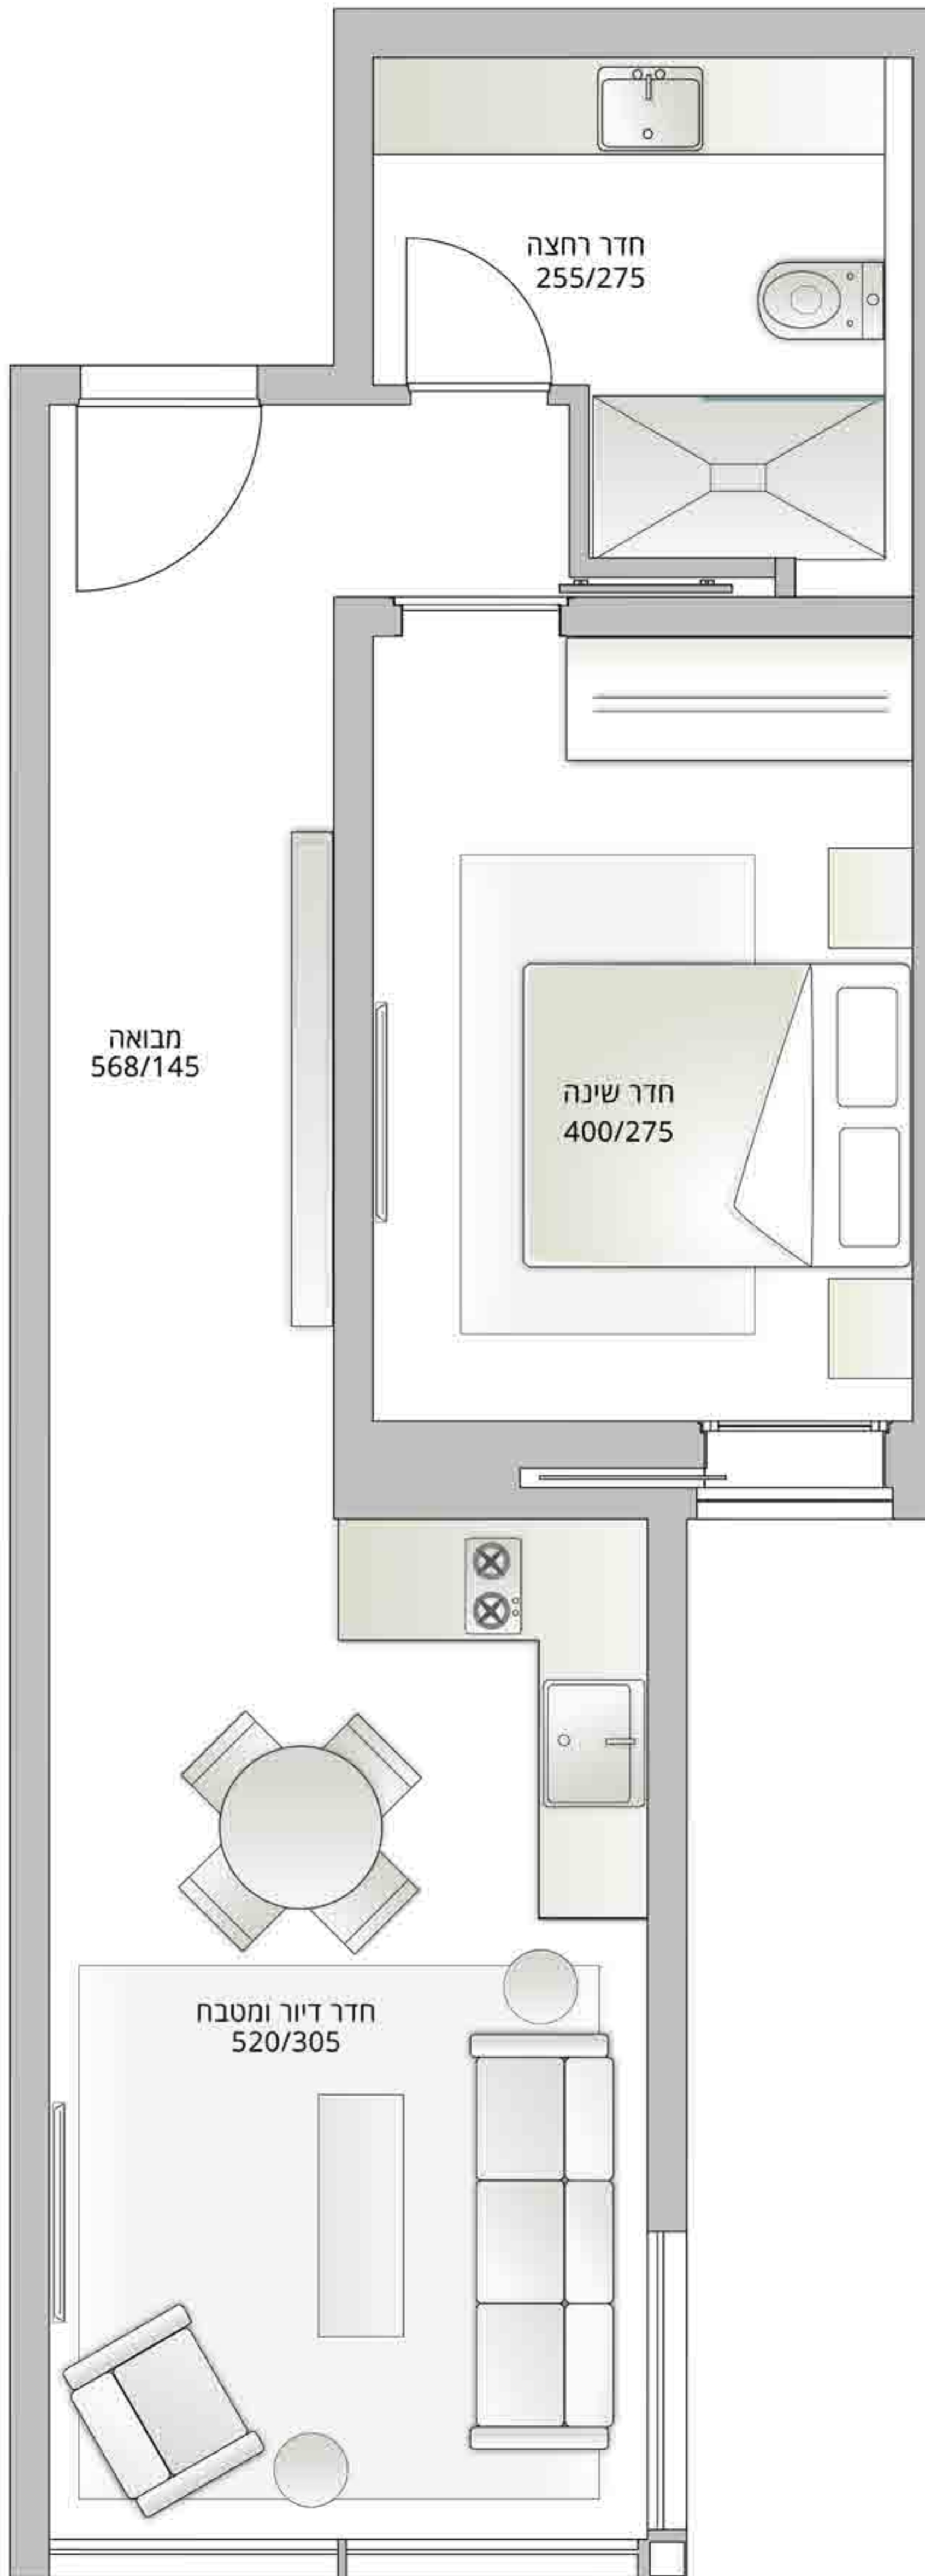 חדר רחצה
255/275
מבואה
568/145
חדר שינה
400/275
חדר דיור ומטבח
520/305